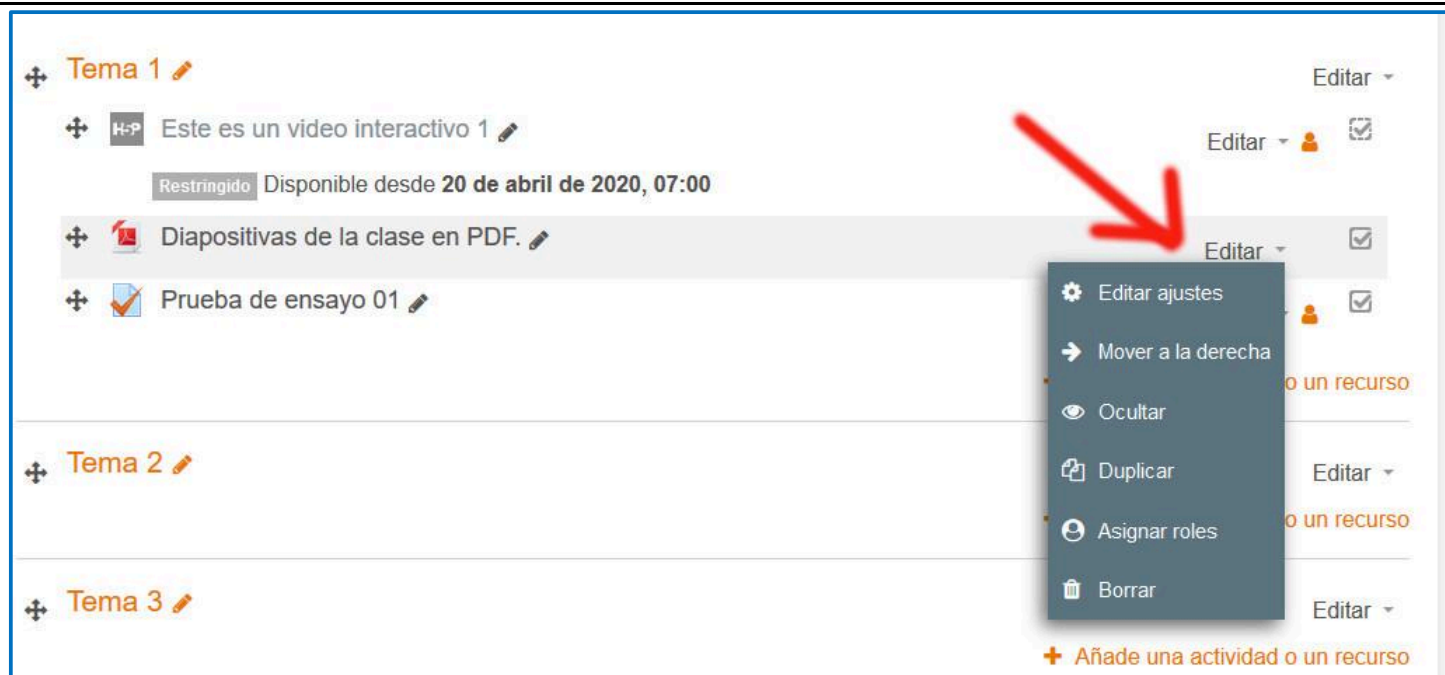 Tema 1
Editar
H-P Este es un video interactivo 1
Editar
Restringido Disponible desde 20 de abril de 2020, 07:00
Diapositivas de la clase en PDF.
Editar
Prueba de ensayo 01
Editar ajustes
Mover a la derecha
Ocultar
Duplicar
Asignar roles
Borrar
o un recurso
Tema 2
Editar
o un recurso
Tema 3
Editar
+ Añade una actividad o un recurso